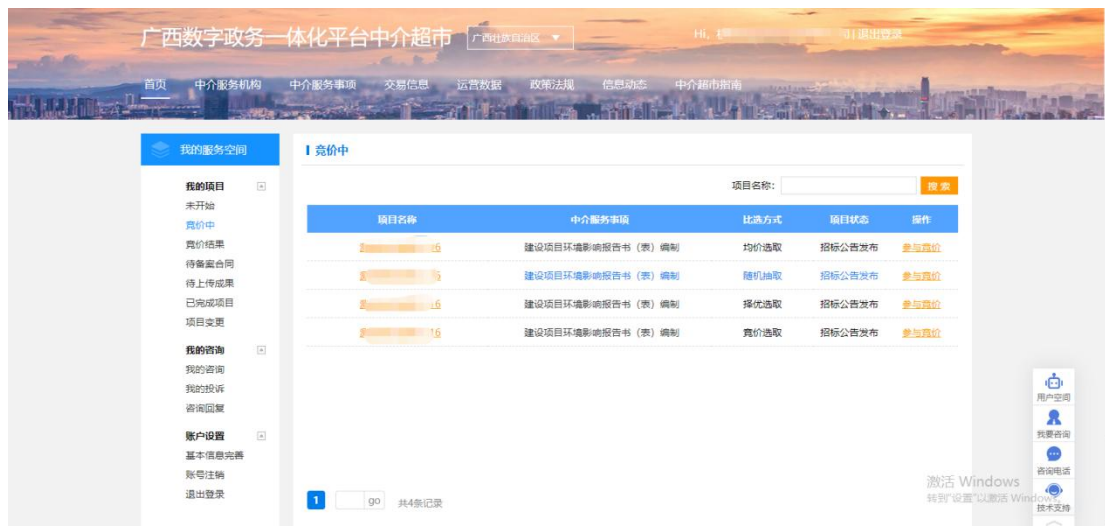 广西数字政务一体化平台中介超市 广西壮族自治区 ▼ Hi, 退出登录
首页 中介服务机构 中介服务事项 交易信息 运营数据 政策法规 信息动态 中介超市指南
我的服务空间
我的项目
未开始
竞价中
竞价结果
待备案合同
待上传成果
已完成项目
项目变更
我的咨询
我的咨询
我的投诉
咨询回复
账户设置
基本信息完善
账号注销
退出登录
竞价中
项目名称: 搜索
项目名称 中介服务事项 比选方式 项目状态 操作
6 建设项目环境影响报告书（表）编制 均价选取 招标公告发布 参与竞价
建设项目环境影响报告书（表）编制 随机抽取 招标公告发布 参与竞价
16 建设项目环境影响报告书（表）编制 择优选取 招标公告发布 参与竞价
16 建设项目环境影响报告书（表）编制 竞价选取 招标公告发布 参与竞价
1 go 共4条记录
用户空间
我要咨询
咨询电话
技术支持
激活 Windows
转到"设置"以激活 Windows。